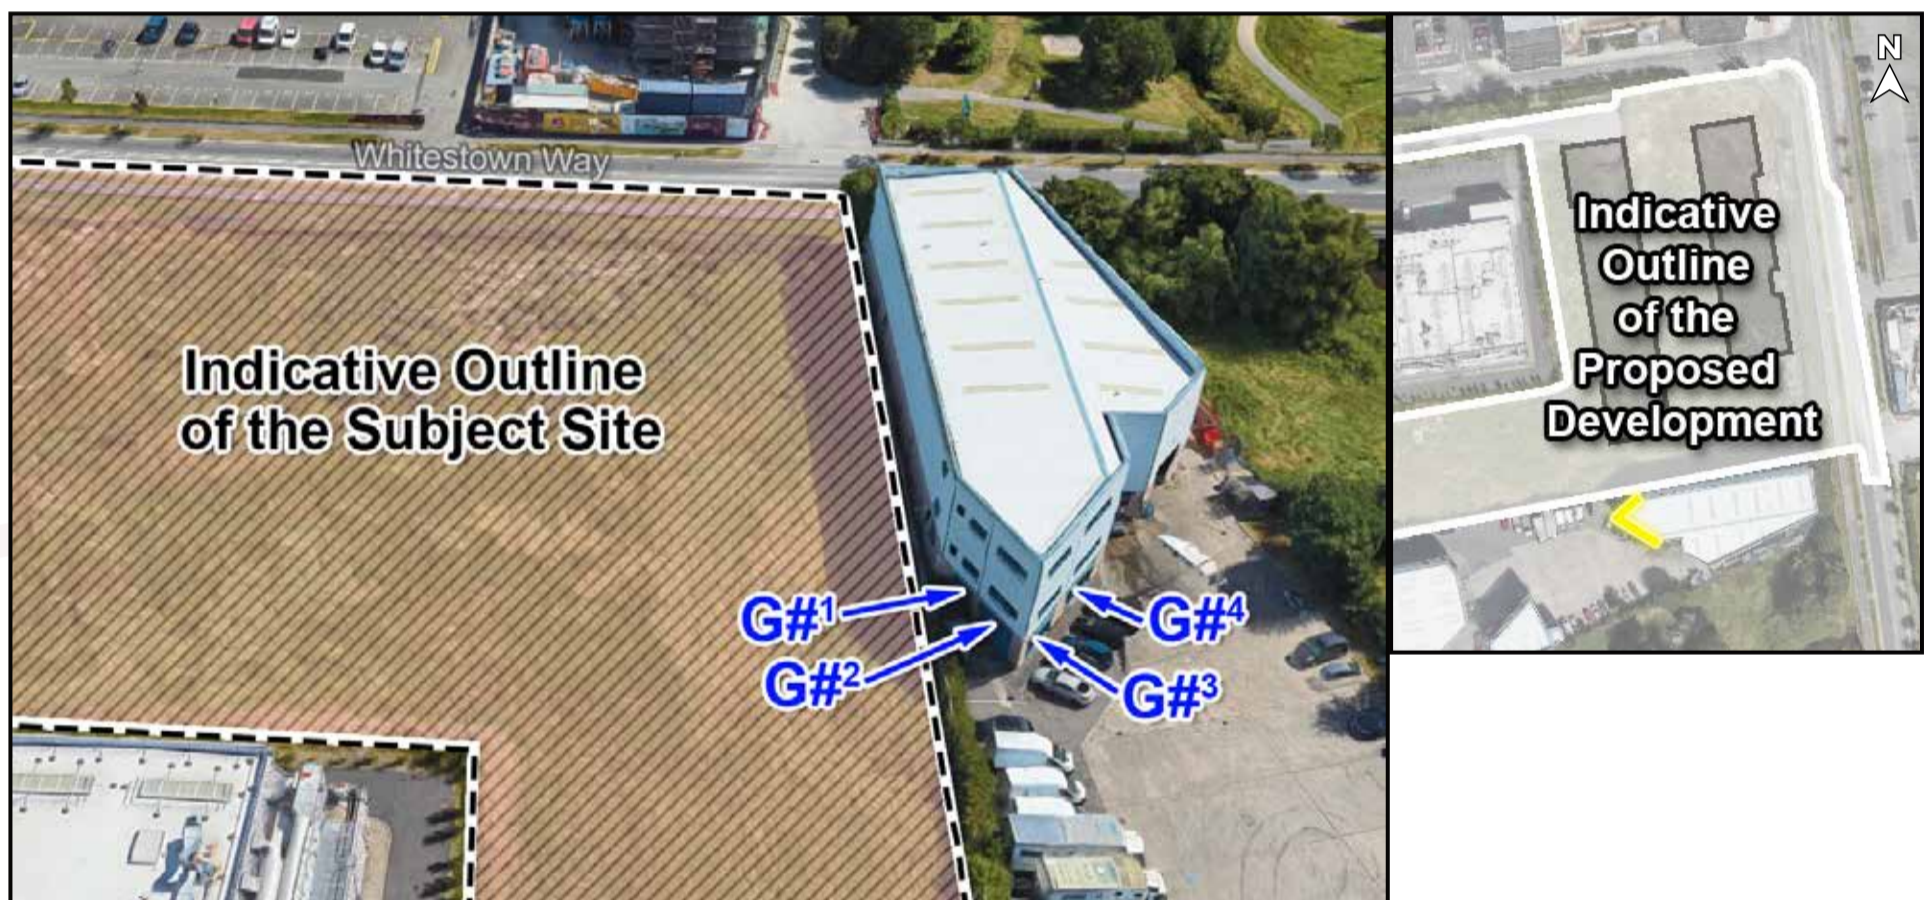 Whitestown Way
Indicative Outline
of the Subject Site
G#1
G#2
G#4
G#3
N
Indicative
Outline
of the
Proposed
Development